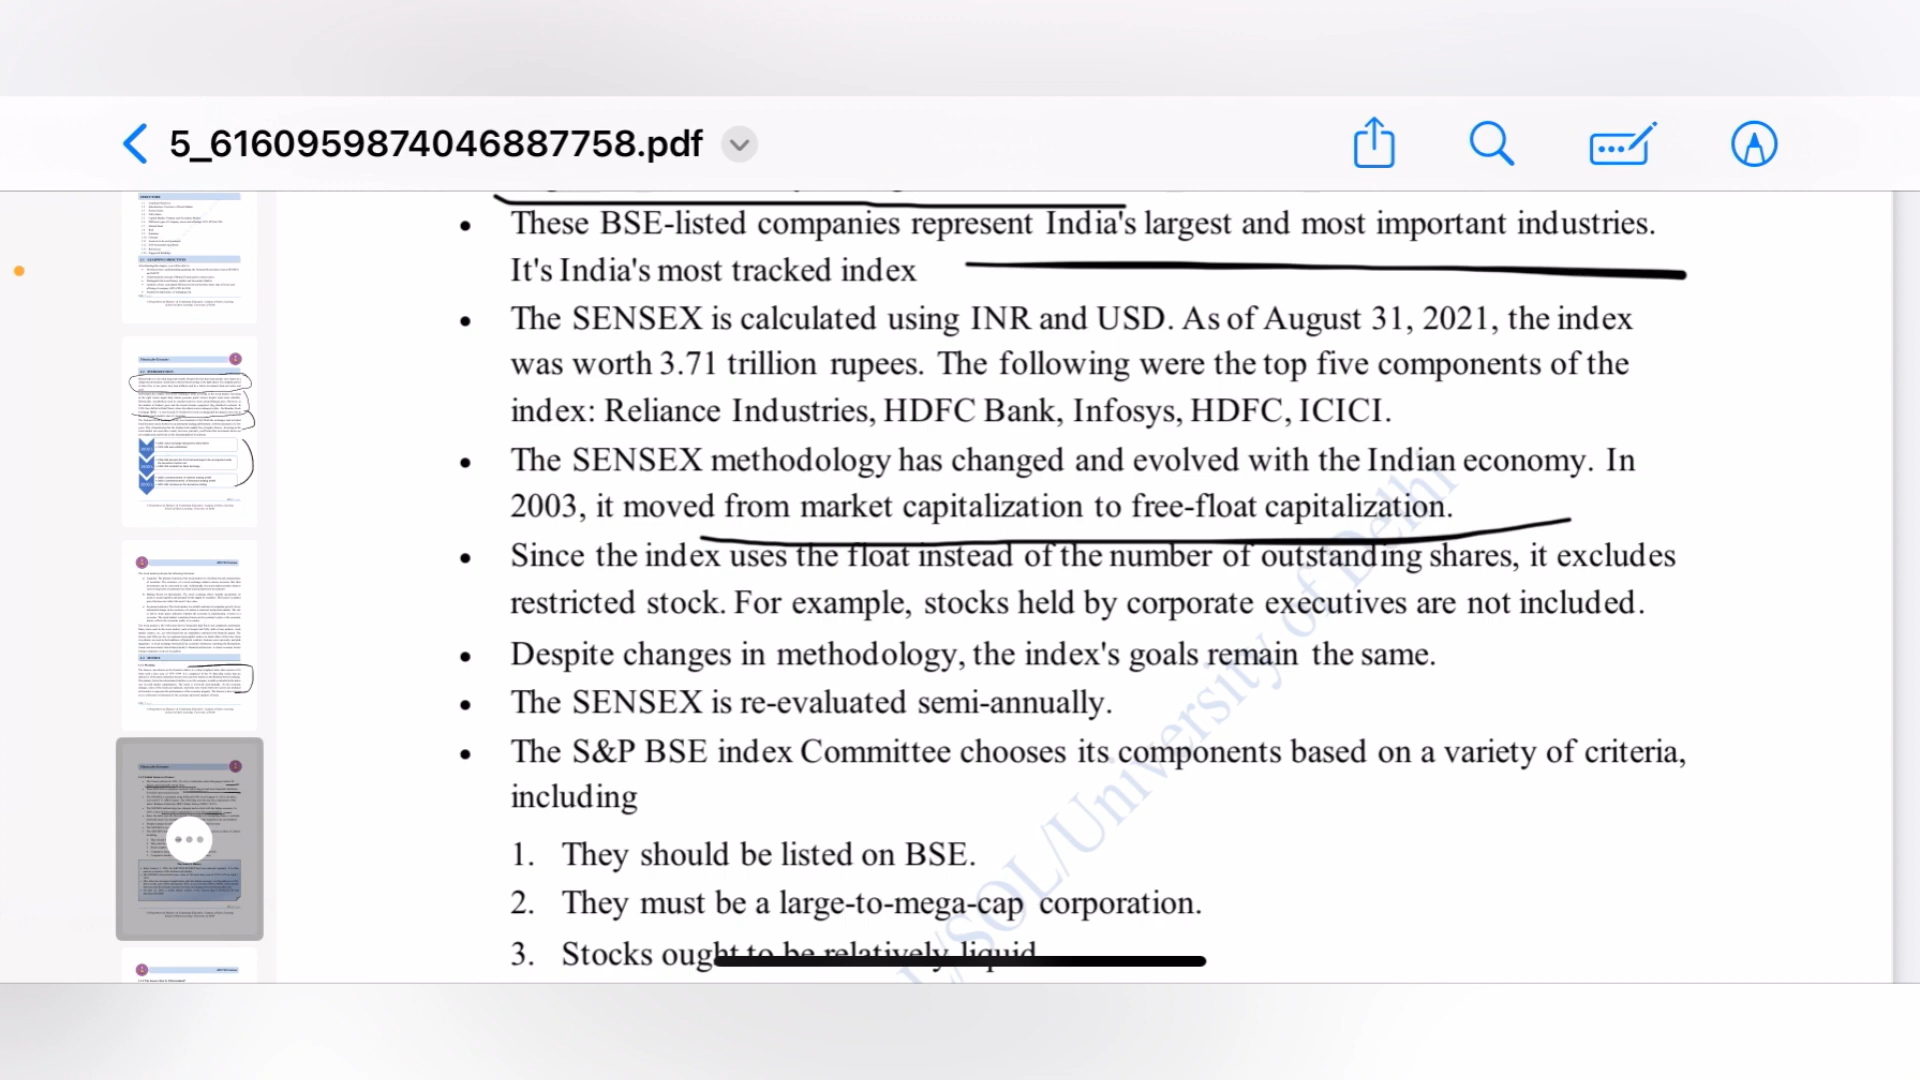 5_6160959874046887758.pdf
• These BSE-listed companies represent India's largest and most important industries.
It's India's most tracked index
• The SENSEX is calculated using INR and USD. As of August 31, 2021, the index
was worth 3.71 trillion rupees. The following were the top five components of the
index: Reliance Industries, HDFC Bank, Infosys, HDFC, ICICI.
• The SENSEX methodology has changed and evolved with the Indian economy. In
2003, it moved from market capitalization to free-float capitalization.
• Since the index uses the float instead of the number of outstanding shares, it excludes
restricted stock. For example, stocks held by corporate executives are not included.
• Despite changes in methodology, the index's goals remain the same.
• The SENSEX is re-evaluated semi-annually.
• The S&P BSE index Committee chooses its components based on a variety of criteria,
including
1. They should be listed on BSE.
2. They must be a large-to-mega-cap corporation.
3. Stocks ought to be relatively liquid
/SOL/University of Delhi